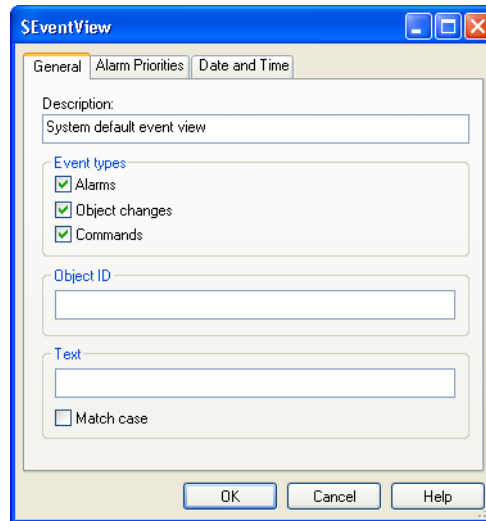 $EventView
General Alarm Priorities Date and Time
Description:
System default event view
Event types
Alarms
Object changes
Commands
Object ID
Text
Match case
OK Cancel Help